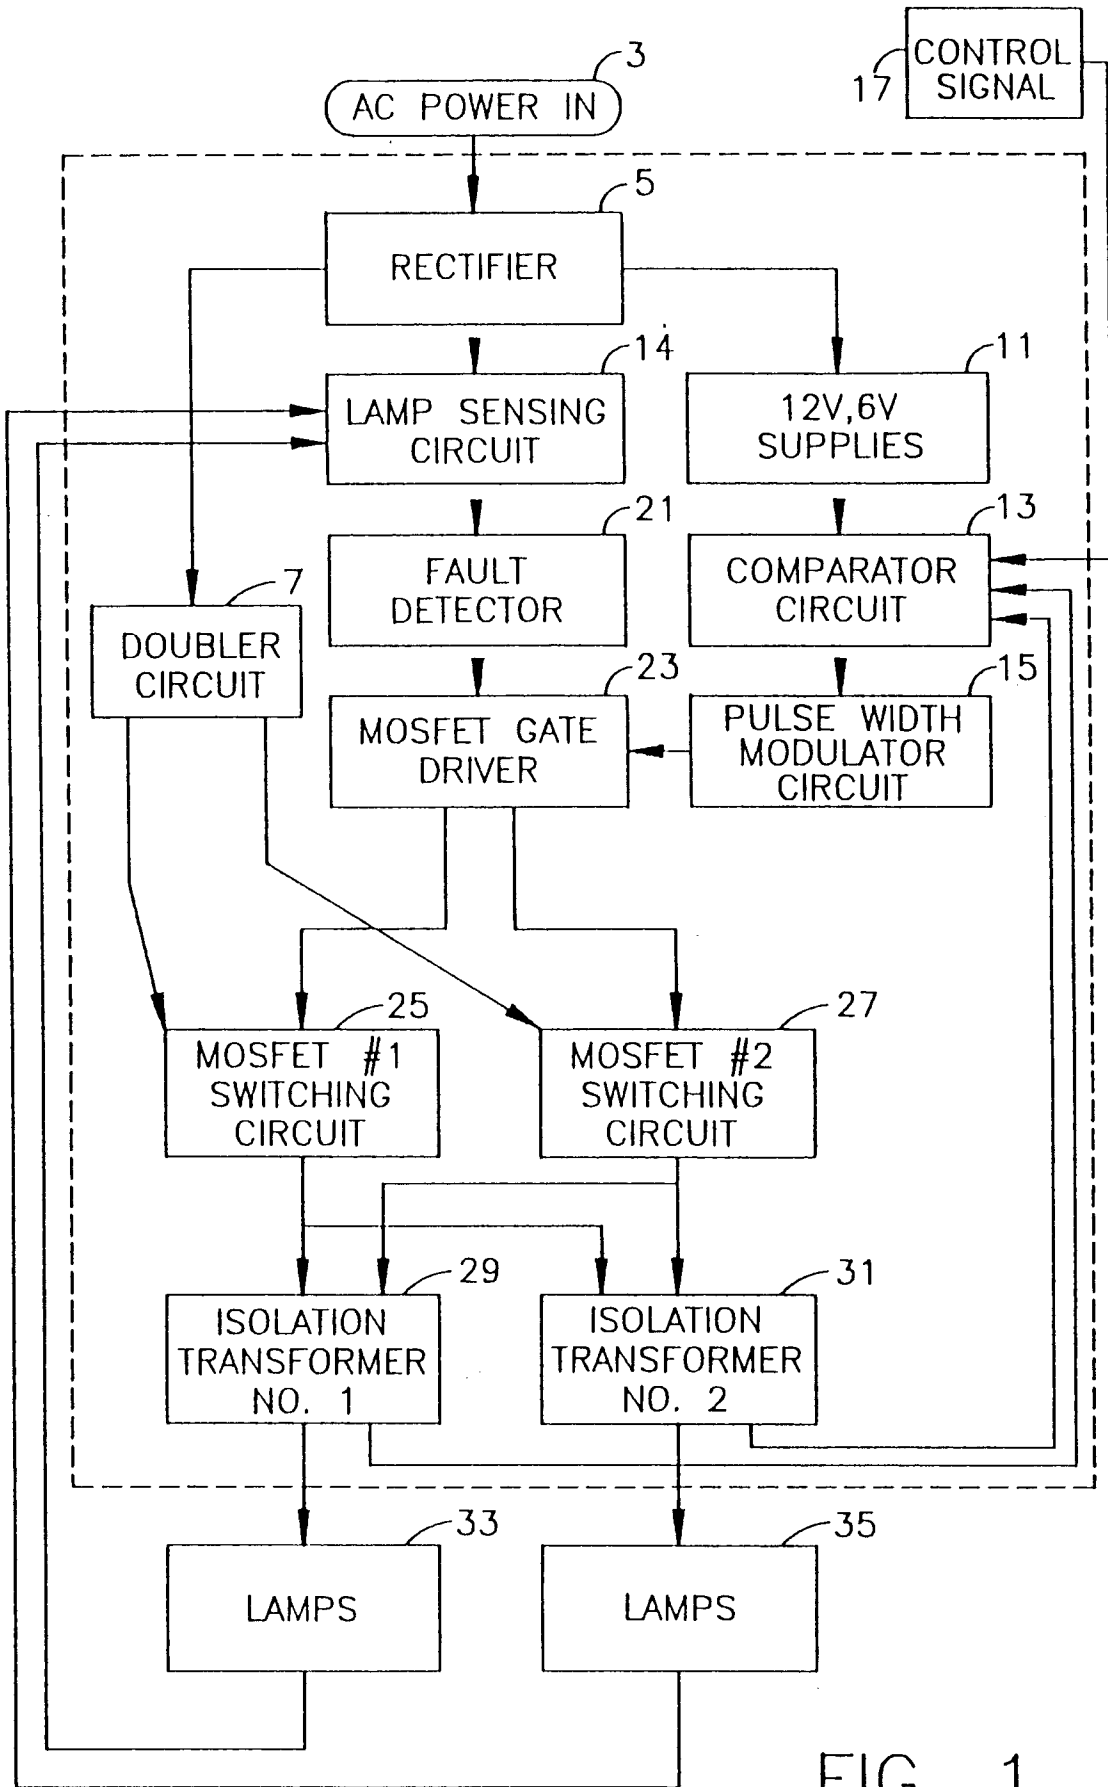 3
AC POWER IN
17
CONTROL
SIGNAL
5
RECTIFIER
14
LAMP SENSING
CIRCUIT
11
12V,6V
SUPPLIES
21
FAULT
DETECTOR
13
COMPARATOR
CIRCUIT
7
DOUBLER
CIRCUIT
23
MOSFET GATE
DRIVER
15
PULSE WIDTH
MODULATOR
CIRCUIT
25
MOSFET #1
SWITCHING
CIRCUIT
27
MOSFET #2
SWITCHING
CIRCUIT
29
ISOLATION
TRANSFORMER
NO. 1
31
ISOLATION
TRANSFORMER
NO. 2
33
LAMPS
35
LAMPS
FIG. 1